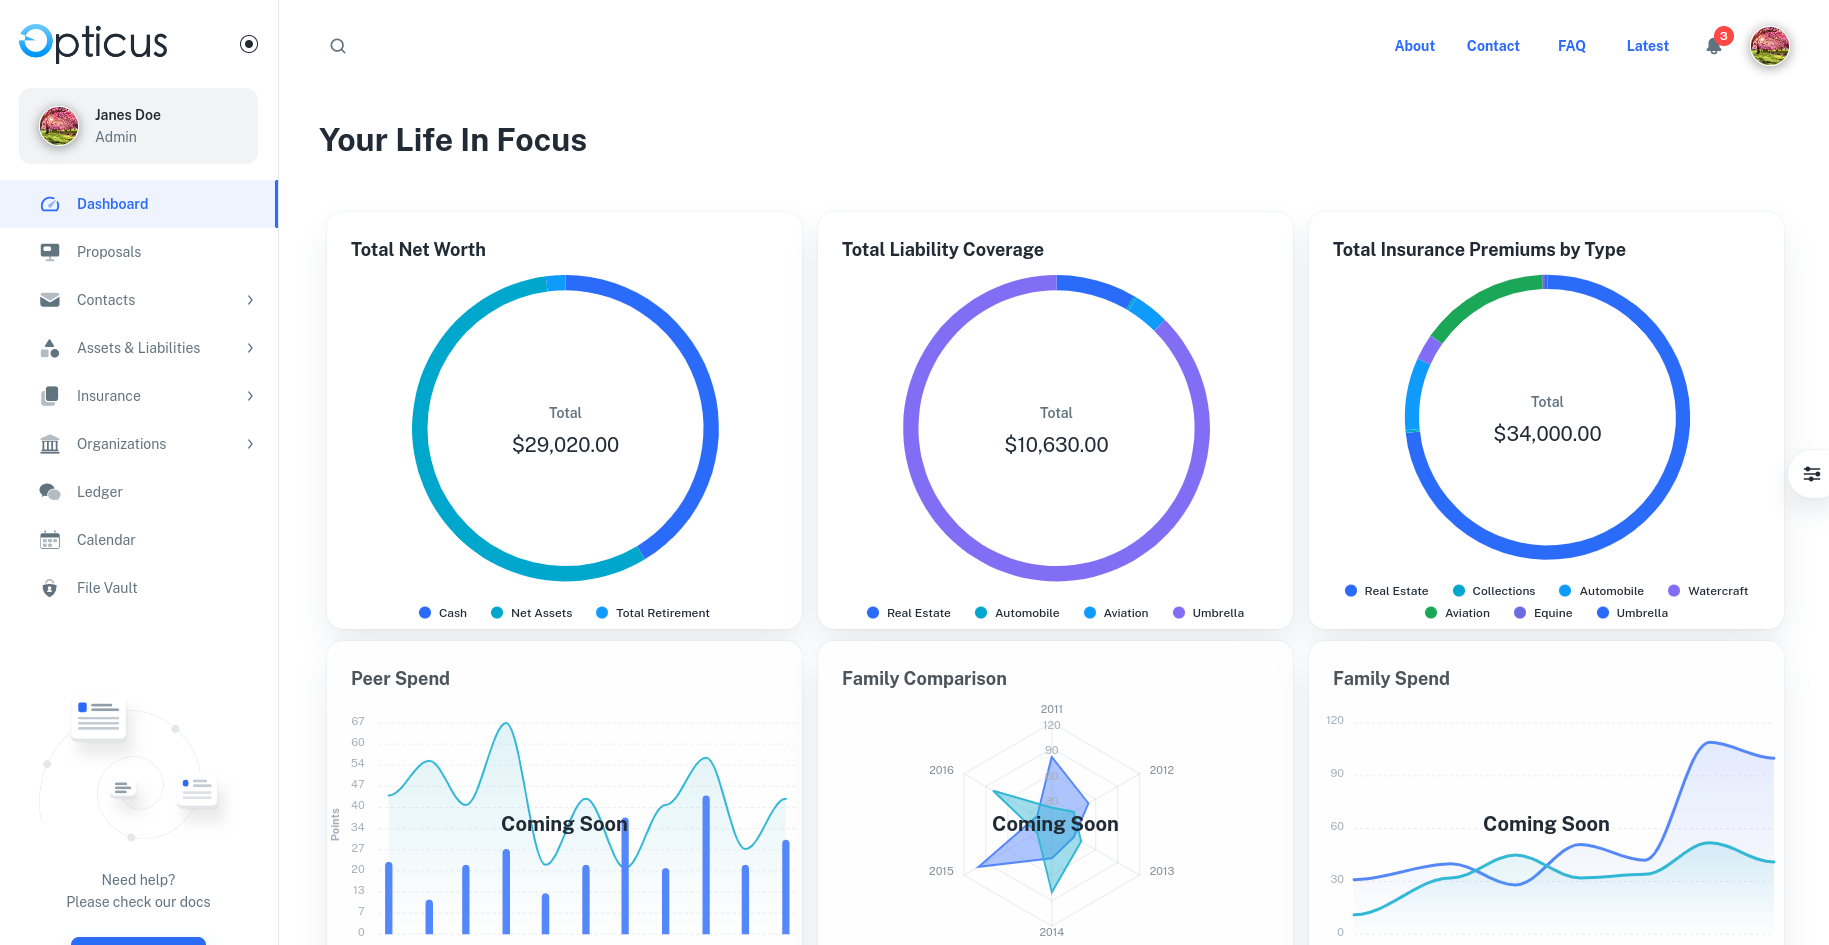 Opticus
Janes Doe
Admin
Dashboard
Proposals
Contacts
Assets & Liabilities
Insurance
Organizations
Ledger
Calendar
File Vault
Need help?
Please check our docs
About Contact FAQ Latest 3
Your Life In Focus
Total Net Worth
Total
$29,020.00
Cash Net Assets Total Retirement
Total Liability Coverage
Total
$10,630.00
Real Estate Automobile Aviation Umbrella
Total Insurance Premiums by Type
Total
$34,000.00
Real Estate Collections Automobile Watercraft
Aviation Equine Umbrella
Peer Spend
67
60
54
47
40
34
27
20
13
7
0
Points
Coming Soon
Family Comparison
2011
120
90
60
30
2016 2012
Coming Soon
2015 2013
2014
Family Spend
120
90
60
30
0
Coming Soon